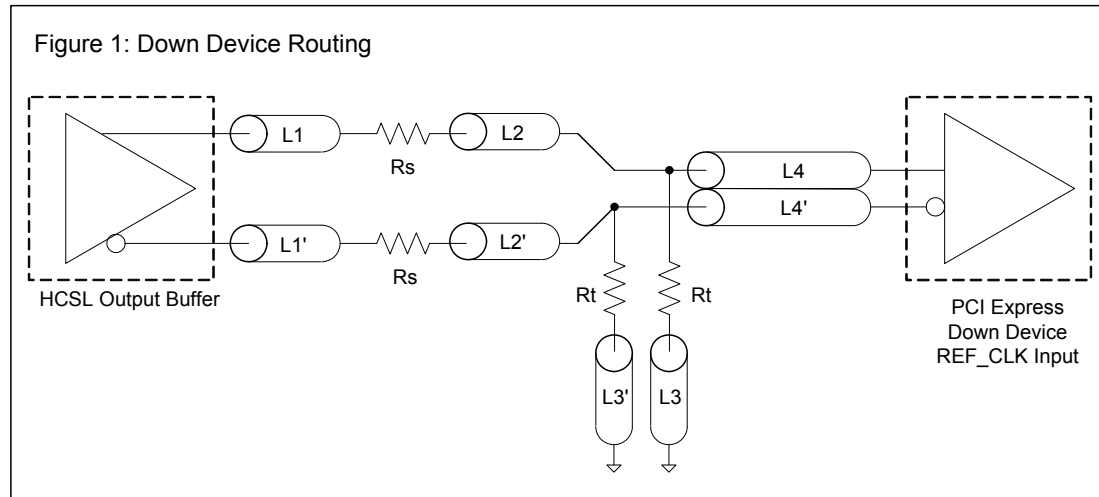 Figure 1: Down Device Routing
L1
Rs
L2
L4
L4'
L1'
Rs
L2'
HCSL Output Buffer
Rt
Rt
L3'
L3
PCI Express
Down Device
REF_CLK Input